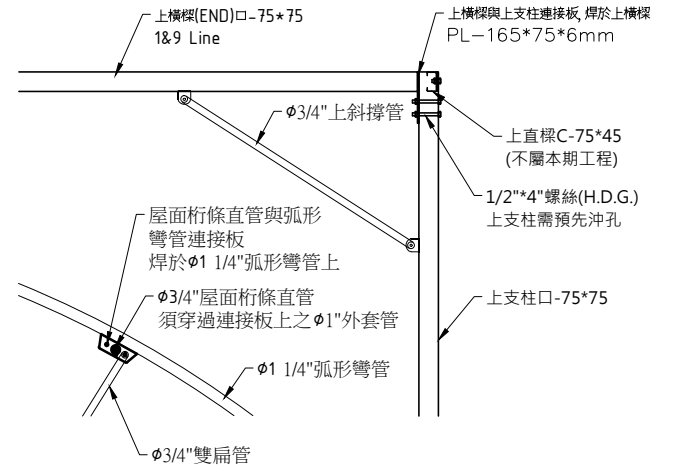 上橫樑(END)口-75*75
1&9 Line
上橫樑與上支柱連接板, 焊於上橫樑
PL-165*75*6mm
ϕ3/4"上斜撐管
上直樑C-75*45
(不屬本期工程)
1/2"*4"螺絲(H.D.G.)
上支柱需預先沖孔
屋面桁條直管與弧形
彎管連接板
焊於ϕ1 1/4"弧形彎管上
ϕ3/4"屋面桁條直管
須穿過連接板上之ϕ1"外套管
上支柱口-75*75
ϕ1 1/4"弧形彎管
ϕ3/4"雙扁管